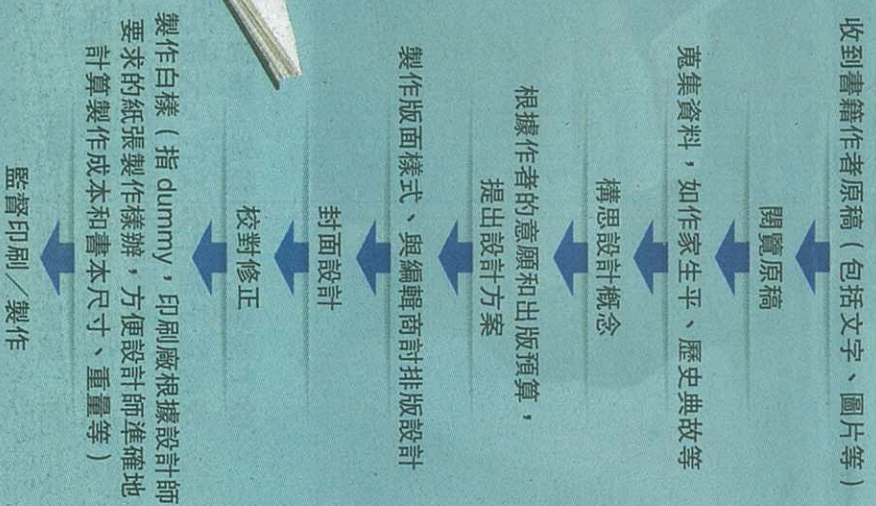 收到書籍作者原稿（包括文字、圖片等）
閱覽原稿
蒐集資料，如作家生平、歷史典故等
構思設計概念
根據作者的意願和出版預算，
提出設計方案
製作版面樣式、與編輯商討排版設計
封面設計
校對修正
製作白樣（指 dummy，印刷廠根據設計師
要求的紙張製作樣辦，方便設計師準確地
計算製作成本和書本尺寸、重量等）
監督印刷／製作